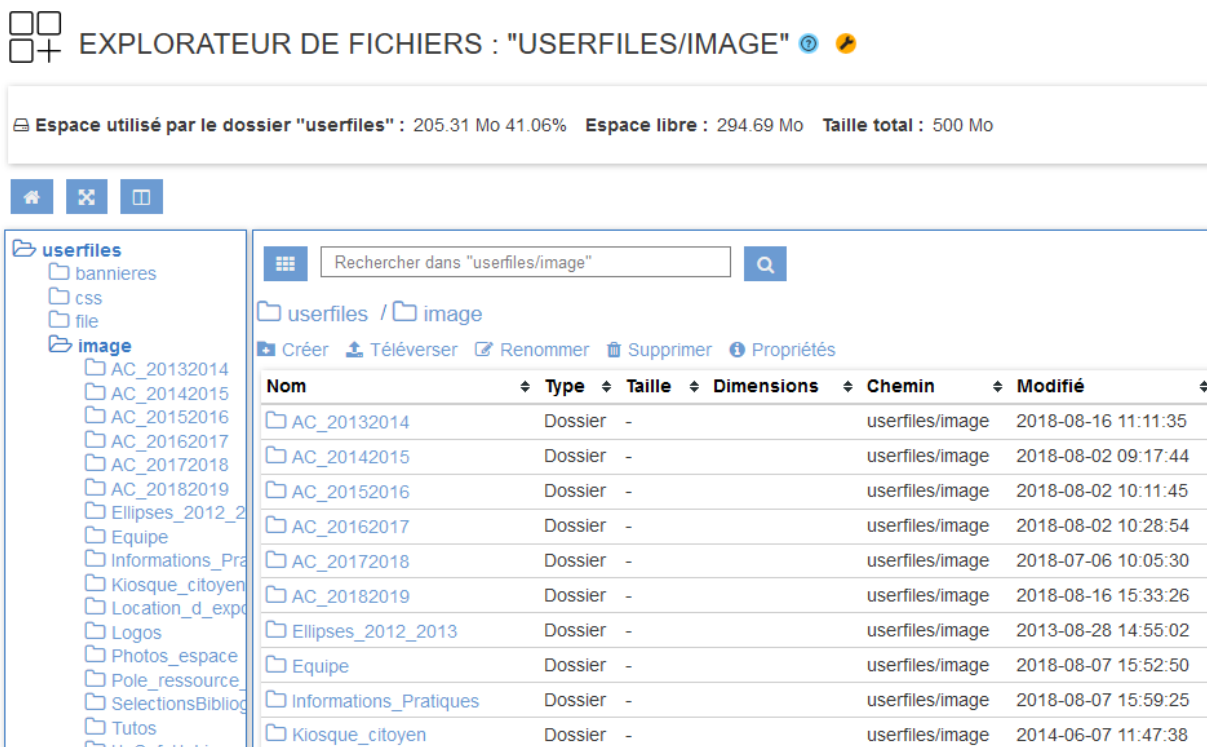 EXPLORATEUR DE FICHIERS : "USERFILES/IMAGE"
Espace utilisé par le dossier "userfiles" : 205.31 Mo 41.06% Espace libre : 294.69 Mo Taille total : 500 Mo
userfiles
bannieres
css
file
image
AC_20132014
AC_20142015
AC_20152016
AC_20162017
AC_20172018
AC_20182019
Ellipses_2012_2
Equipe
Informations_Pra
Kiosque_citoyen
Location_d_expo
Logos
Photos_espace
Pole_ressource_
SelectionsBibliog
Tutos
Rechercher dans "userfiles/image"
userfiles / image
Créer Téléverser Renommer Supprimer Propriétés
Nom Type Taille Dimensions Chemin Modifié
AC_20132014 Dossier - userfiles/image 2018-08-16 11:11:35
AC_20142015 Dossier - userfiles/image 2018-08-02 09:17:44
AC_20152016 Dossier - userfiles/image 2018-08-02 10:11:45
AC_20162017 Dossier - userfiles/image 2018-08-02 10:28:54
AC_20172018 Dossier - userfiles/image 2018-07-06 10:05:30
AC_20182019 Dossier - userfiles/image 2018-08-16 15:33:26
Ellipses_2012_2013 Dossier - userfiles/image 2013-08-28 14:55:02
Equipe Dossier - userfiles/image 2018-08-07 15:52:50
Informations_Pratiques Dossier - userfiles/image 2018-08-07 15:59:25
Kiosque_citoyen Dossier - userfiles/image 2014-06-07 11:47:38